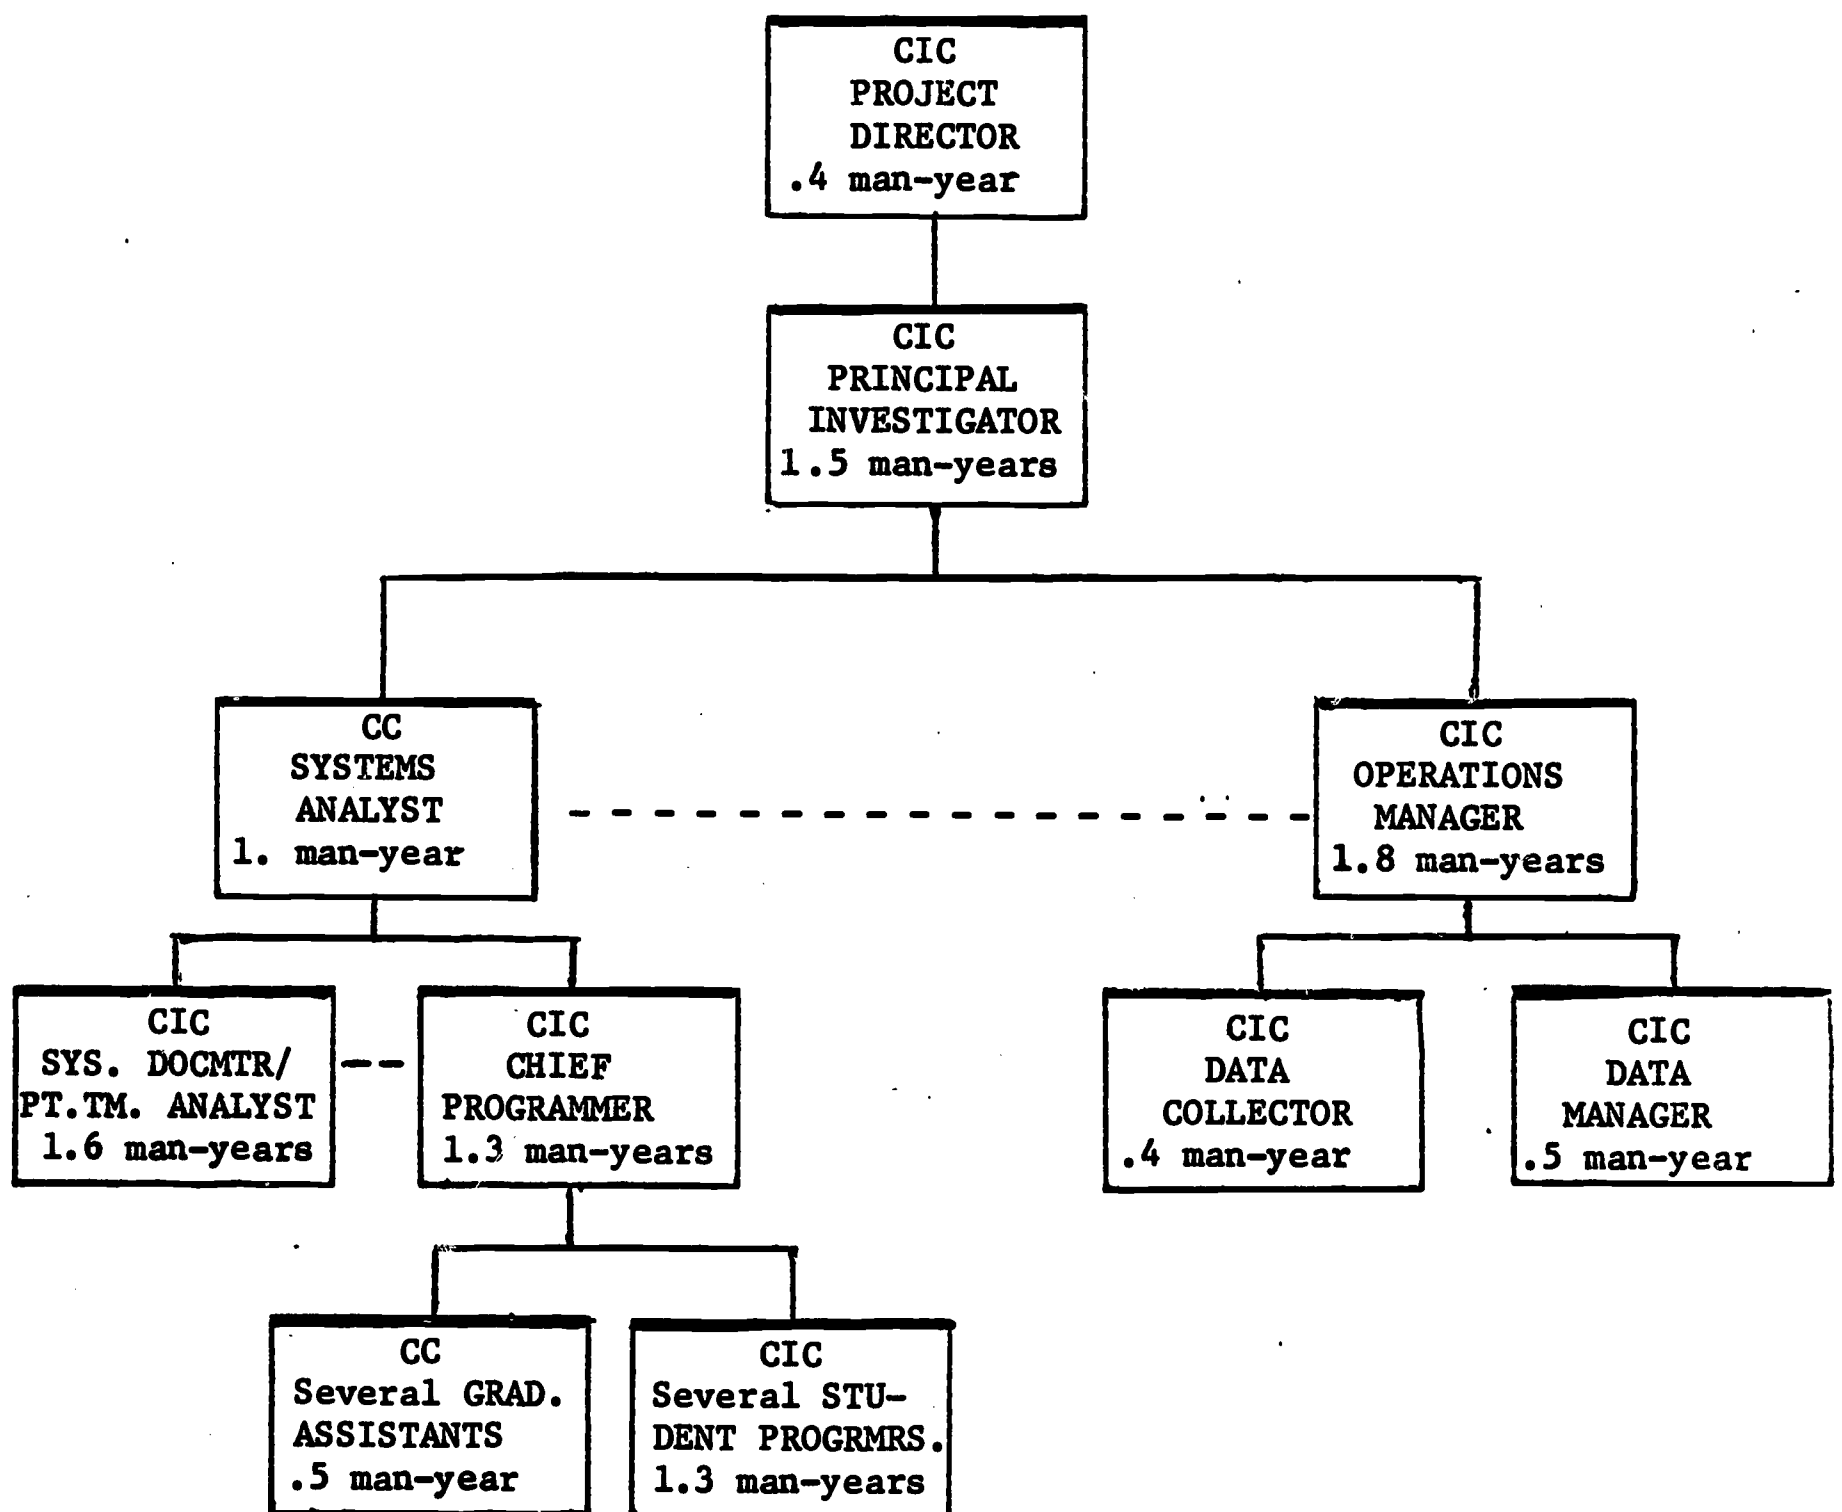 CIC
PROJECT
DIRECTOR
.4 man-year
CIC
PRINCIPAL
INVESTIGATOR
1.5 man-years
CC
SYSTEMS
ANALYST
1. man-year
CIC
OPERATIONS
MANAGER
1.8 man-years
CIC
SYS. DOCMTR/
PT.TM. ANALYST
1.6 man-years
CIC
CHIEF
PROGRAMMER
1.3 man-years
CIC
DATA
COLLECTOR
.4 man-year
CIC
DATA
MANAGER
.5 man-year
CC
Several GRAD.
ASSISTANTS
.5 man-year
CIC
Several STU-
DENT PROGRMRS.
1.3 man-years